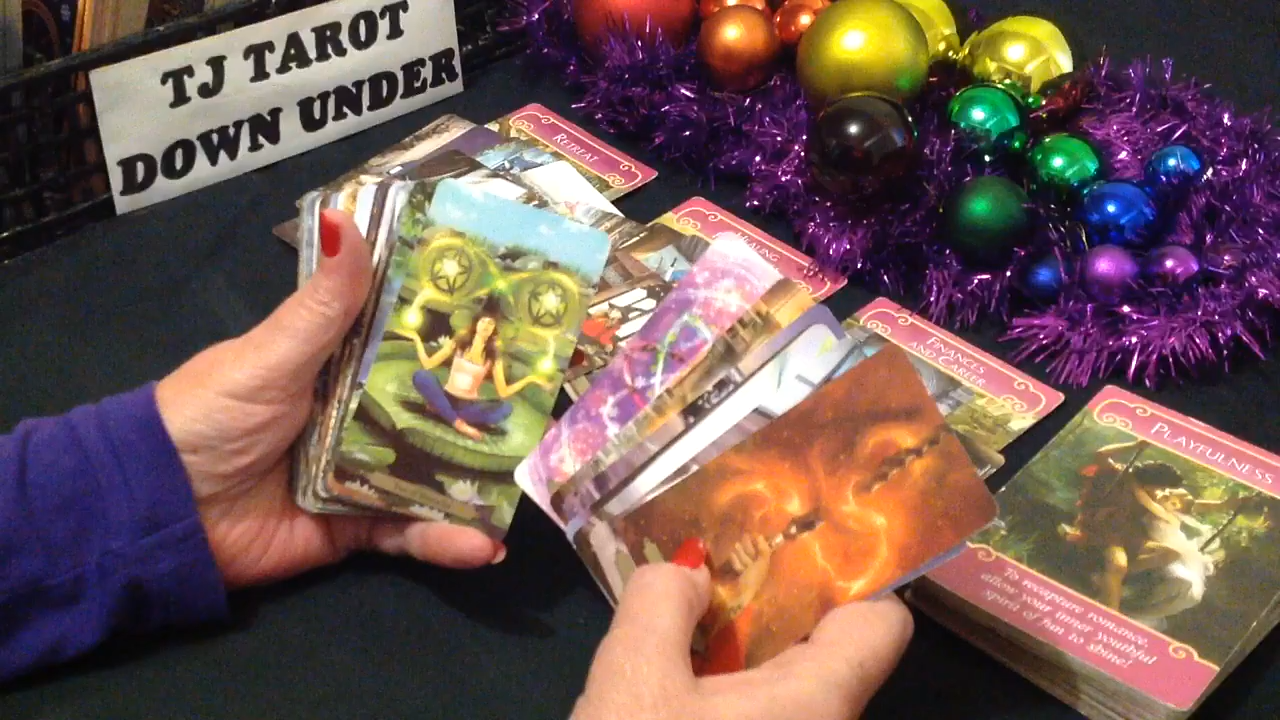 TJ TAROT
DOWN UNDER
RETREAT
HEALING
FINANCES
AND CAREER
PLAYFULNESS
To recapture romance,
allow your inner youthful
spirit of fun to shine!